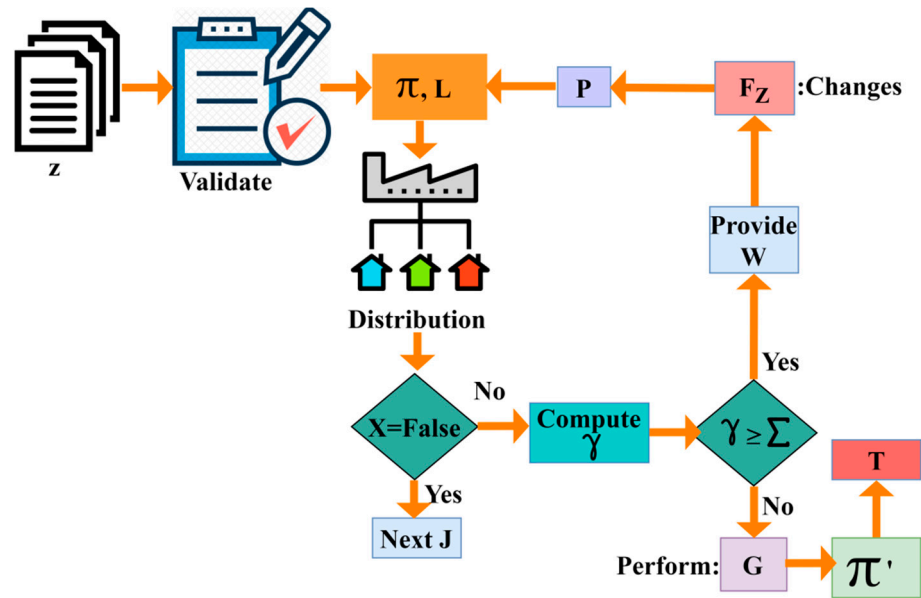 z
Validate
π, L
P
F_Z :Changes
Provide
W
Distribution
Yes
No
X=False
Compute
γ
γ ≥ Σ
T
Yes
No
Next J
Perform: G
π'